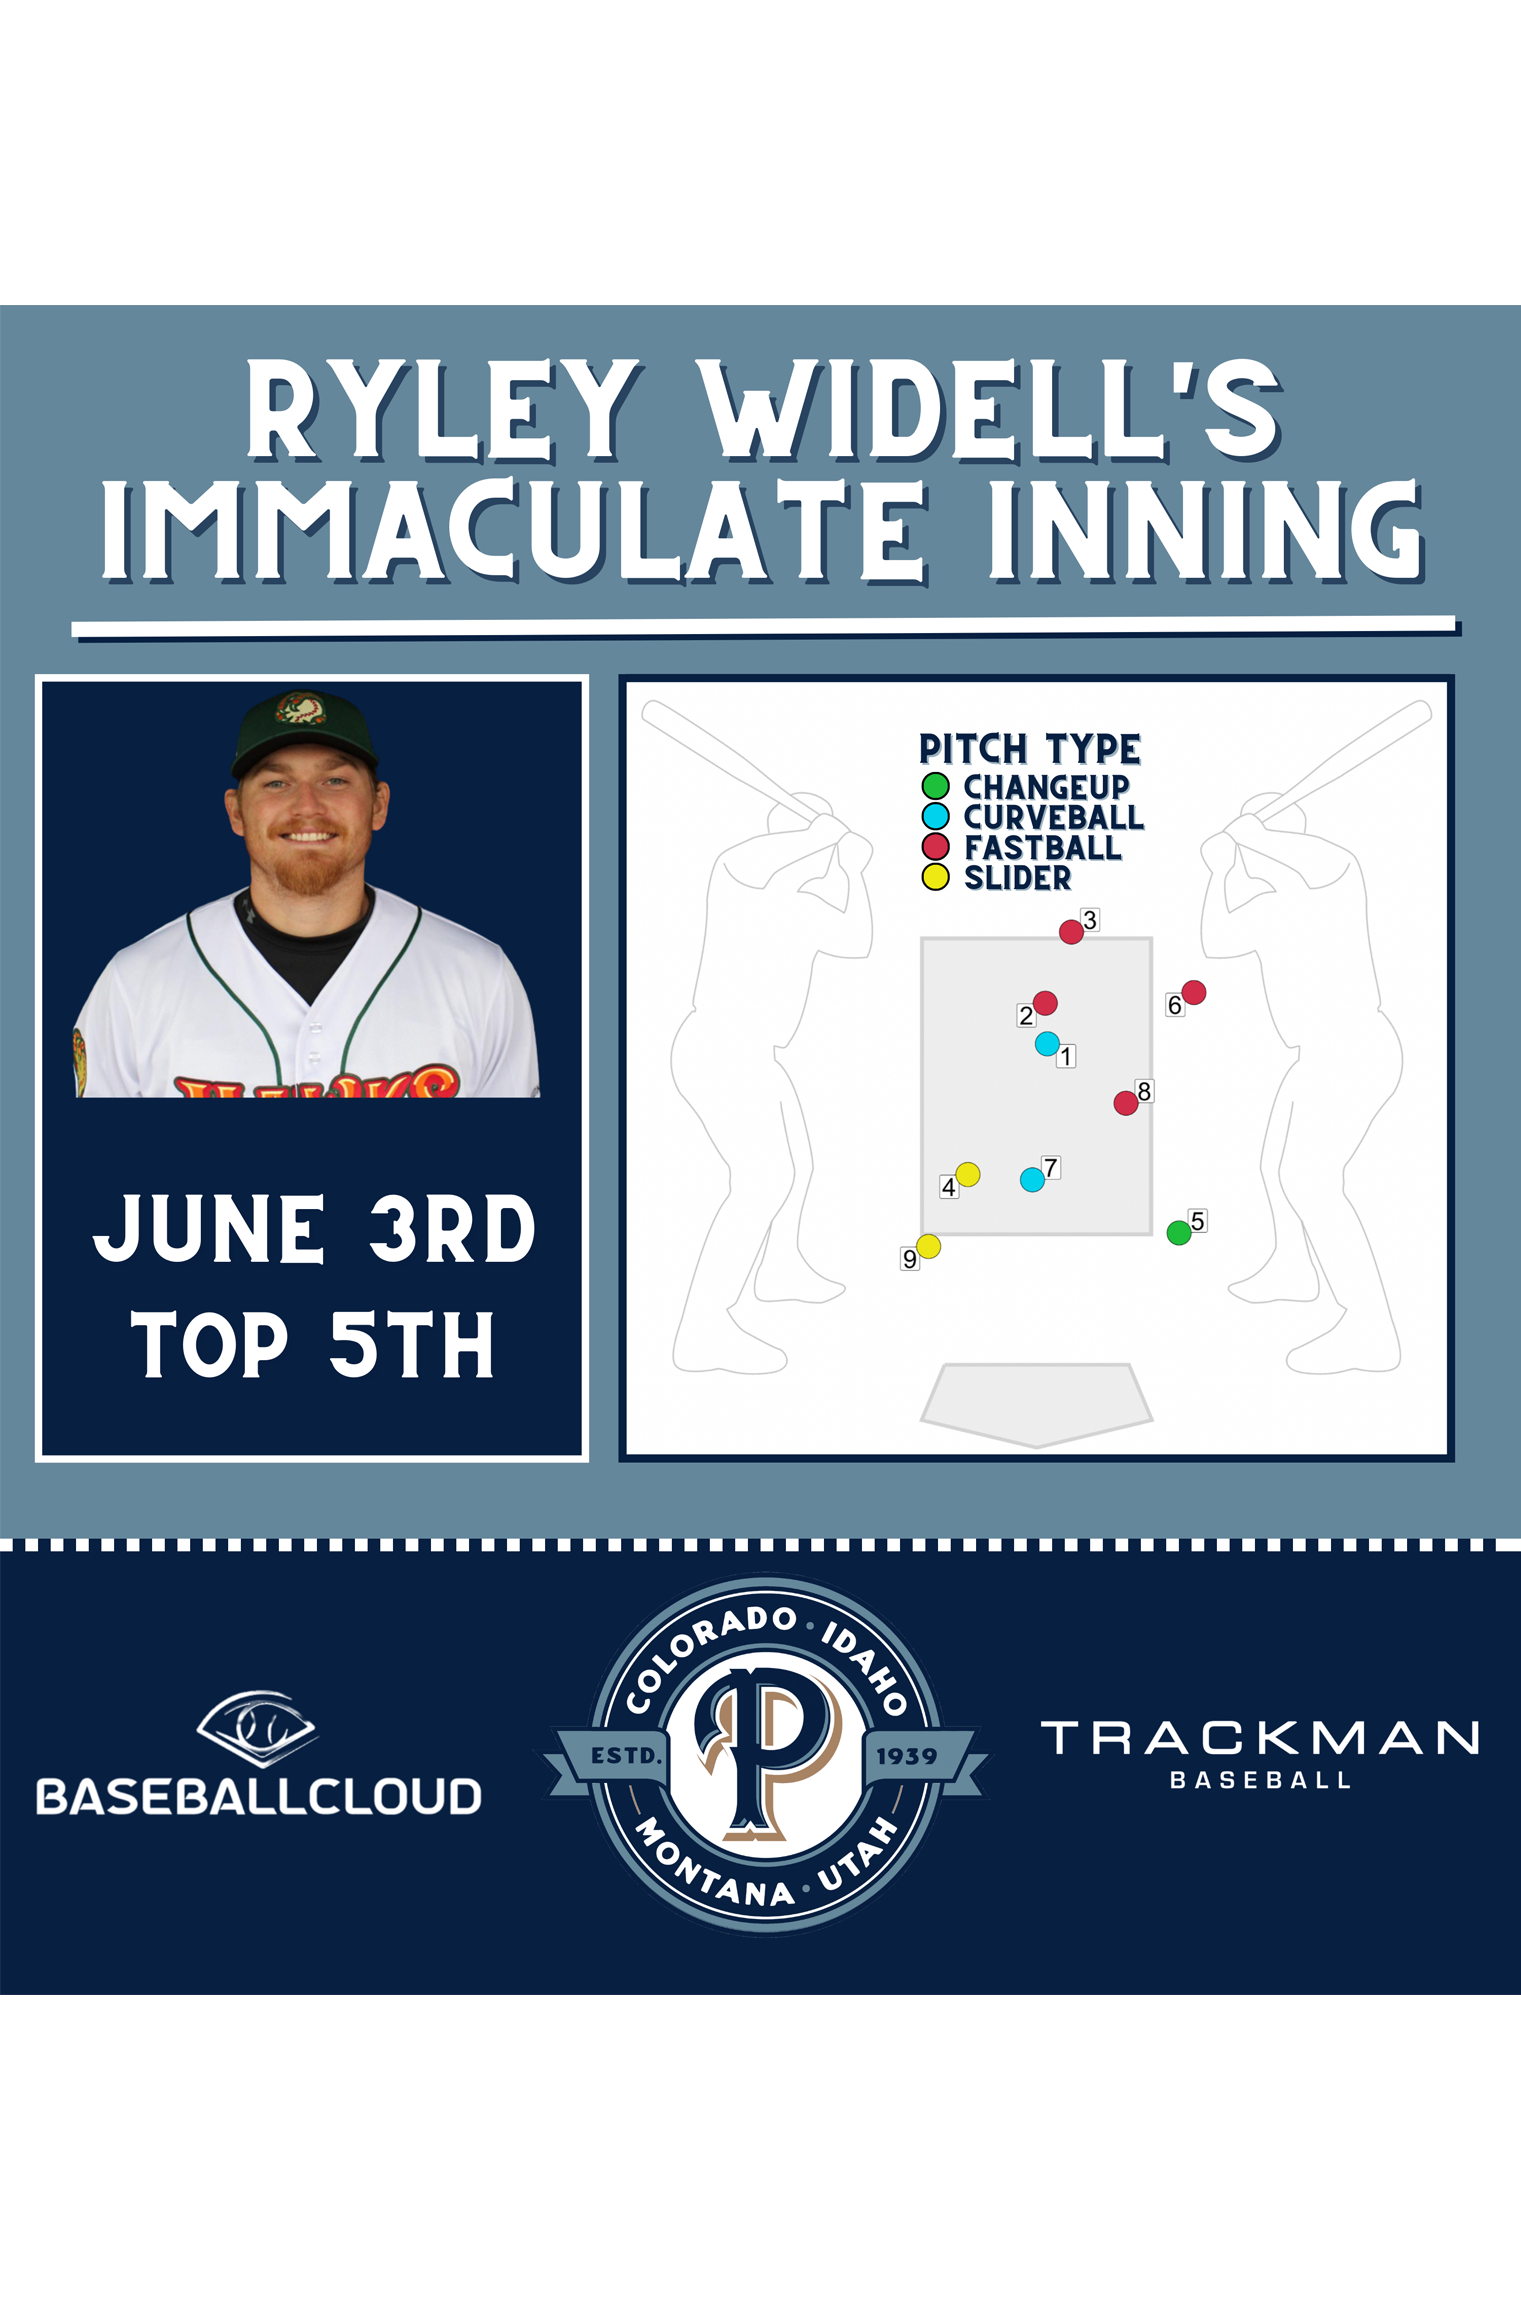 RYLEY WIDELL'S
IMMACULATE INNING
HAWKS
JUNE 3RD
TOP 5TH
PITCH TYPE
CHANGEUP
CURVEBALL
FASTBALL
SLIDER
3
6
2
1
8
7
4
5
9
BASEBALLCLOUD
COLORADO · IDAHO
ESTD.
P
1939
MONTANA · UTAH
TRACKMAN
BASEBALL